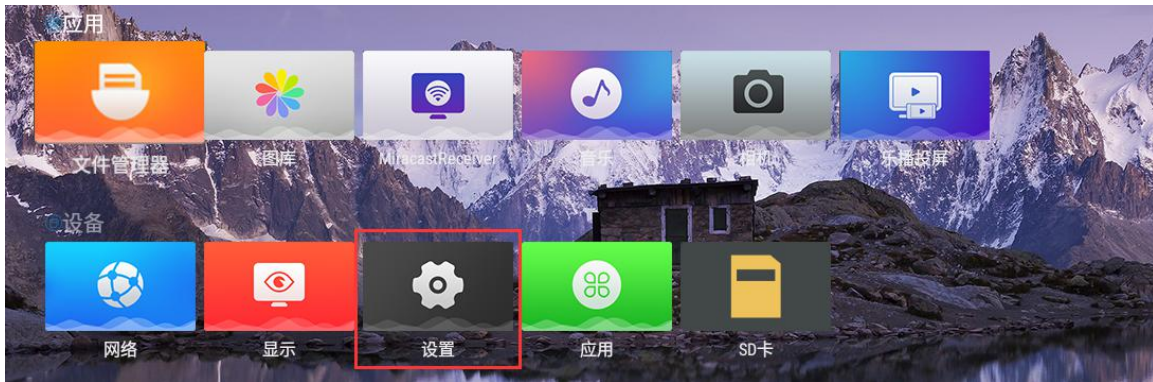 应用
文件管理器
图库
MiracastReceiver
音乐
相机
乐播投屏
设备
网络
显示
设置
应用
SD卡